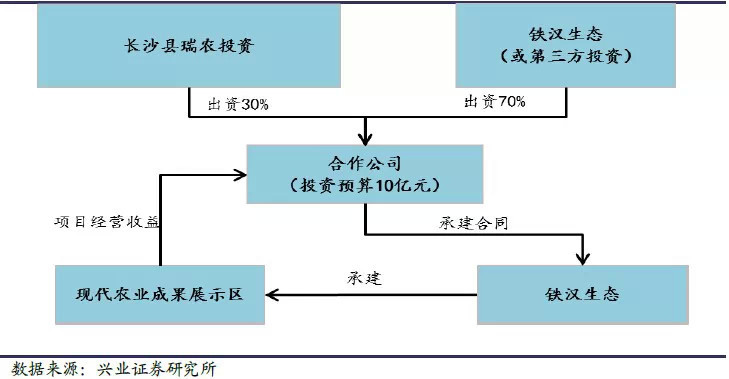 长沙县瑞农投资
铁汉生态
（或第三方投资）
出资30%
出资70%
合作公司
（投资预算10亿元）
项目经营收益
承建合同
现代农业成果展示区
承建
铁汉生态
数据来源：兴业证券研究所